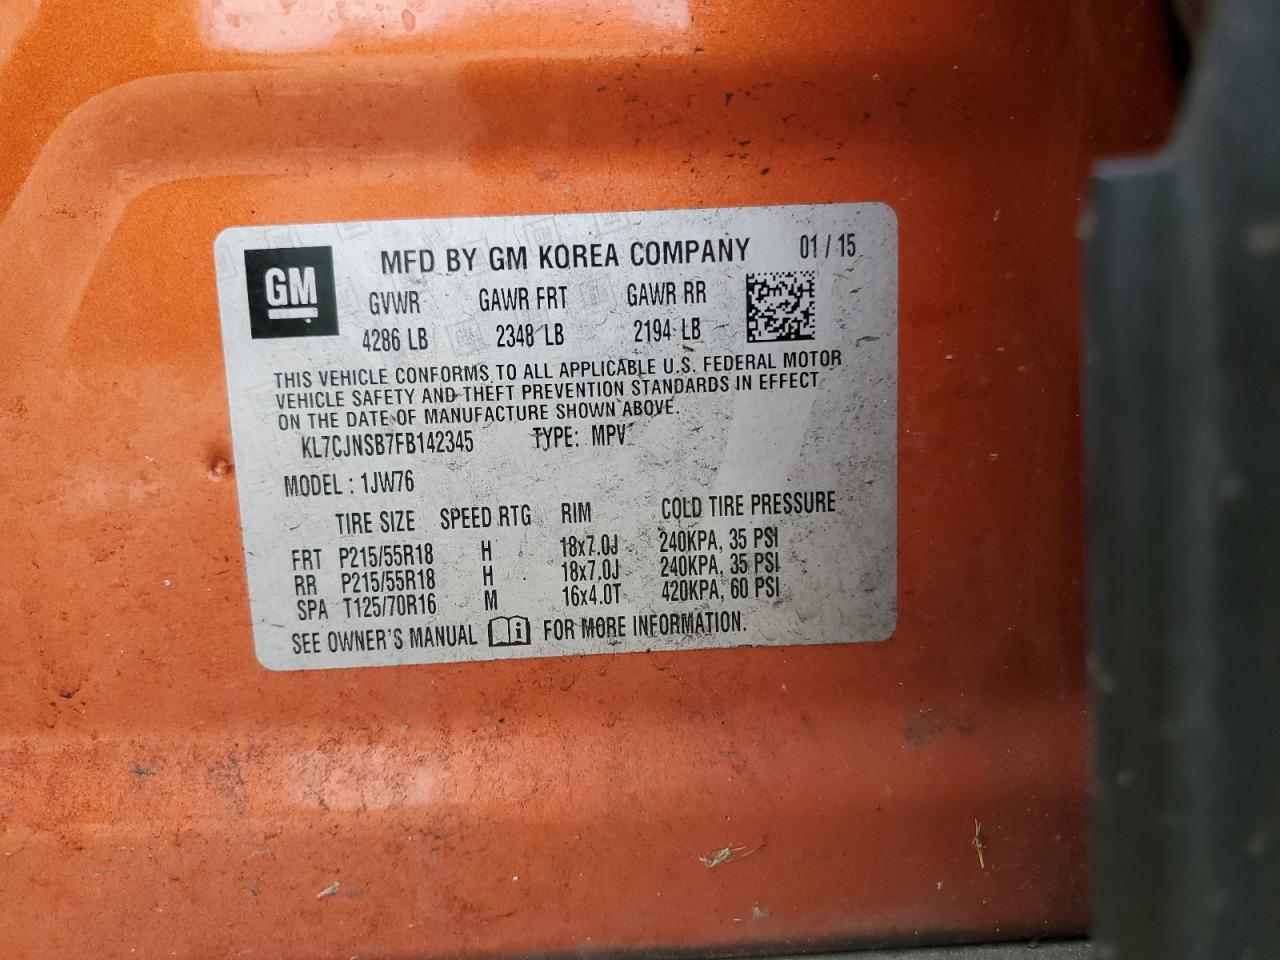 GM
MFD BY GM KOREA COMPANY 01/15
GVWR GAWR FRT GAWR RR
4286 LB 2348 LB 2194 LB
THIS VEHICLE CONFORMS TO ALL APPLICABLE U.S. FEDERAL MOTOR
VEHICLE SAFETY AND THEFT PREVENTION STANDARDS IN EFFECT
ON THE DATE OF MANUFACTURE SHOWN ABOVE.
KL7CJNSB7FB142345 TYPE: MPV
MODEL : 1JW76
TIRE SIZE SPEED RTG RIM COLD TIRE PRESSURE
FRT P215/55R18 H 18x7.0J 240KPA, 35 PSI
RR P215/55R18 H 18x7.0J 240KPA, 35 PSI
SPA T125/70R16 M 16x4.0T 420KPA, 60 PSI
SEE OWNER'S MANUAL i FOR MORE INFORMATION.